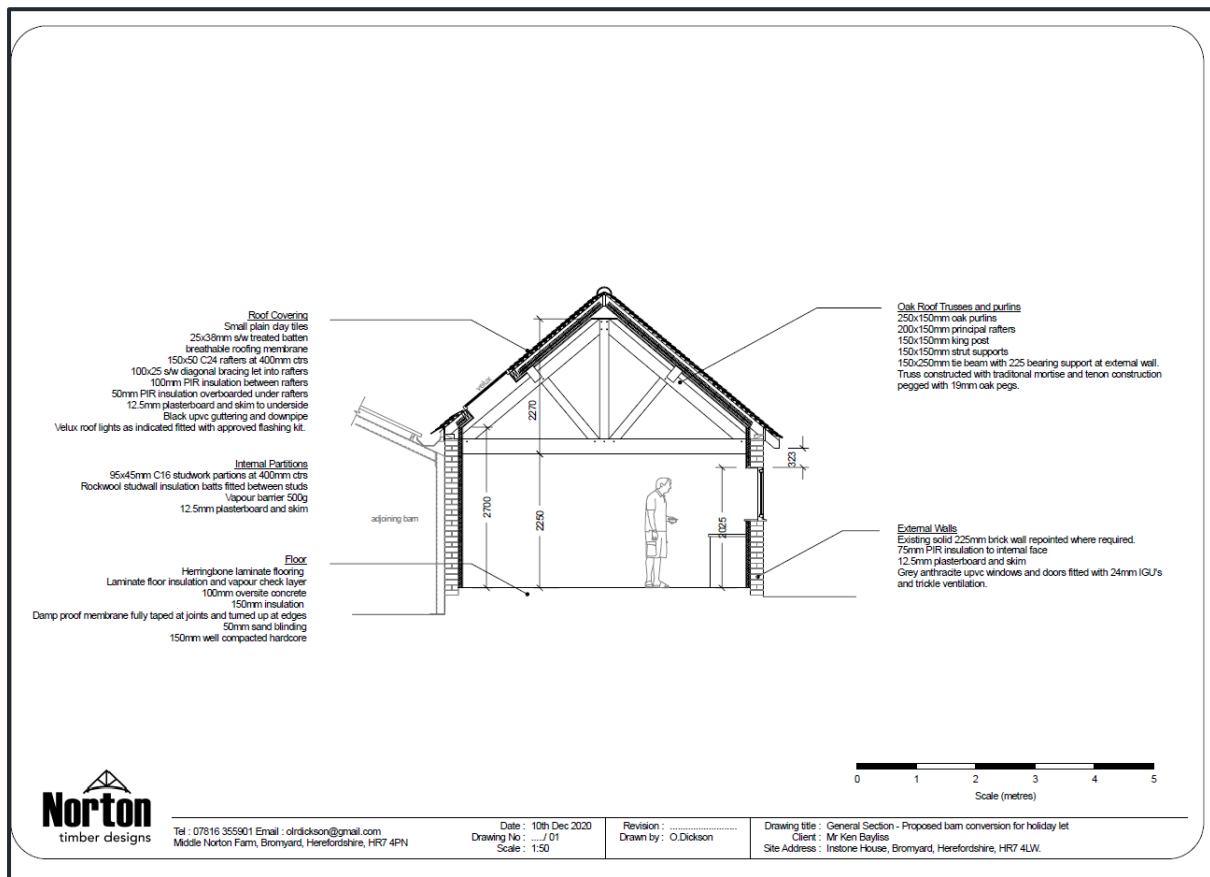 Roof Covering
Small plain clay tiles
25x38mm s/w treated batten
breathable roofing membrane
150x50 C24 rafters at 400mm ctrs
100x25 s/w diagonal bracing let into rafters
100mm PIR insulation between rafters
50mm PIR insulation overboarded under rafters
12.5mm plasterboard and skim to underside
Black upvc guttering and downpipe
Velux roof lights as indicated fitted with approved flashing kit.
Internal Partitions
95x45mm C16 studwork partions at 400mm ctrs
Rockwool studwall insulation batts fitted between studs
Vapour barrier 500g
12.5mm plasterboard and skim
Floor
Herringbone laminate flooring
Laminate floor insulation and vapour check layer
100mm oversite concrete
150mm insulation
Damp proof membrane fully taped at joints and turned up at edges
50mm sand blinding
150mm well compacted hardcore
adjoining barn
velux
2270
2700
2250
2025
323
Oak Roof Trusses and purlins
250x150mm oak purlins
200x150mm principal rafters
150x150mm king post
150x150mm strut supports
150x250mm tie beam with 225 bearing support at external wall.
Truss constructed with traditonal mortise and tenon construction
pegged with 19mm oak pegs.
External Walls
Existing solid 225mm brick wall repointed where required.
75mm PIR insulation to internal face
12.5mm plasterboard and skim
Grey anthracite upvc windows and doors fitted with 24mm IGU's
and trickle ventilation.
0 1 2 3 4 5
Scale (metres)
Norton
timber designs
Tel : 07816 355901 Email : olrdickson@gmail.com
Middle Norton Farm, Bromyard, Herefordshire, HR7 4PN
Date : 10th Dec 2020
Drawing No : ..../ 01
Scale : 1:50
Revision : ........................
Drawn by : O.Dickson
Drawing title : General Section - Proposed barn conversion for holiday let
Client : Mr Ken Bayliss
Site Address : Instone House, Bromyard, Herefordshire, HR7 4LW.